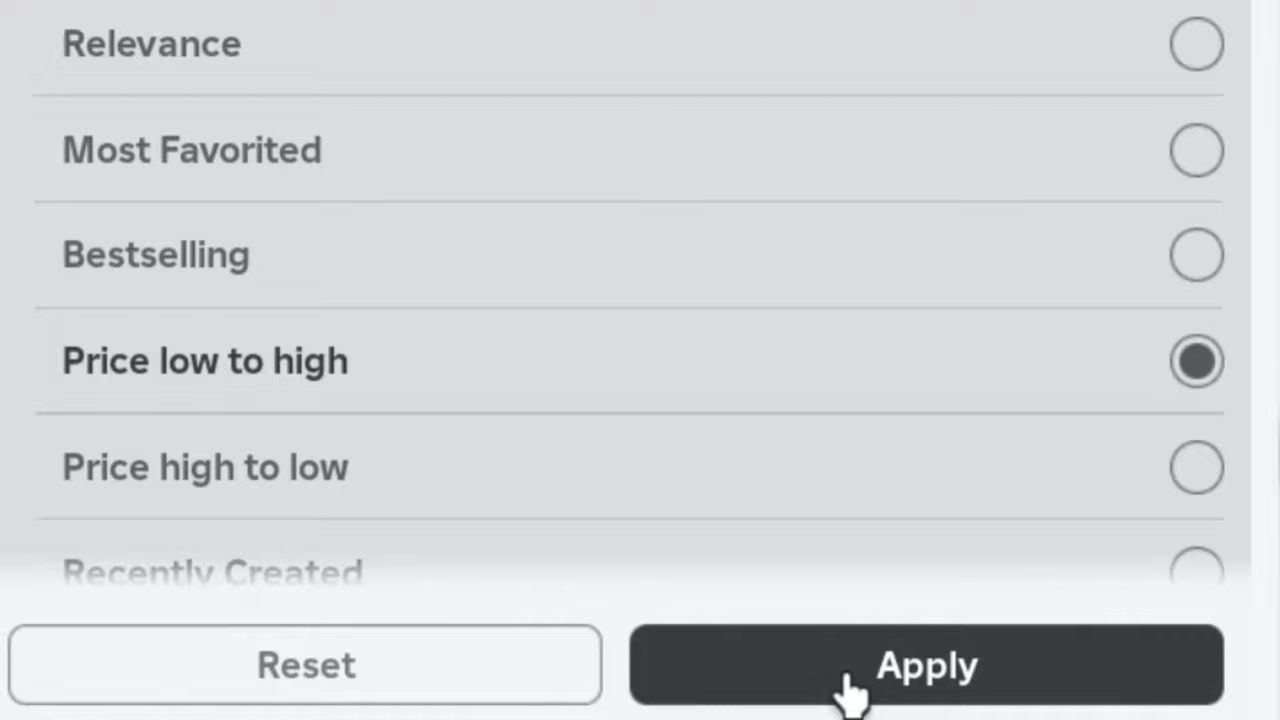 Relevance
Most Favorited
Bestselling
Price low to high
Price high to low
Recently Created
Reset
Apply